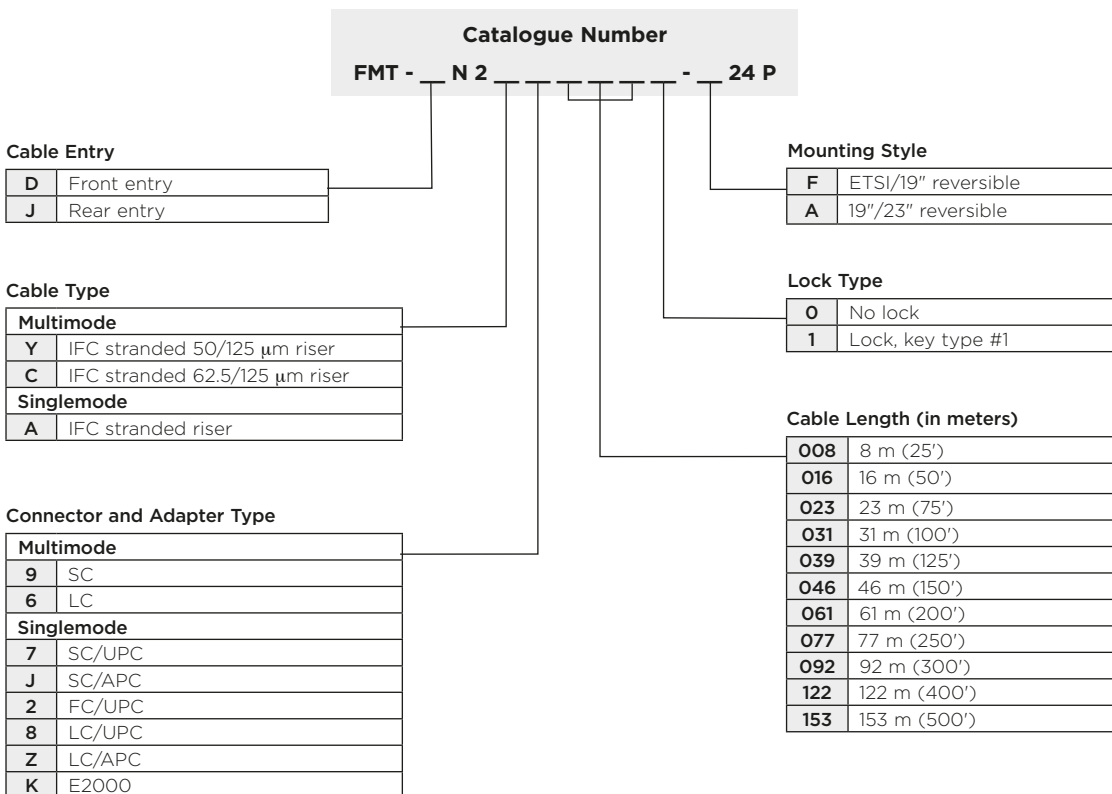 Catalogue Number
FMT - __ N 2 __ __ __ __ __ __ - __ 24 P
Cable Entry
D Front entry
J Rear entry
Cable Type
Multimode
Y IFC stranded 50/125 μm riser
C IFC stranded 62.5/125 μm riser
Singlemode
A IFC stranded riser
Connector and Adapter Type
Multimode
9 SC
6 LC
Singlemode
7 SC/UPC
J SC/APC
2 FC/UPC
8 LC/UPC
Z LC/APC
K E2000
Mounting Style
F ETSI/19" reversible
A 19"/23" reversible
Lock Type
0 No lock
1 Lock, key type #1
Cable Length (in meters)
008 8 m (25')
016 16 m (50')
023 23 m (75')
031 31 m (100')
039 39 m (125')
046 46 m (150')
061 61 m (200')
077 77 m (250')
092 92 m (300')
122 122 m (400')
153 153 m (500')